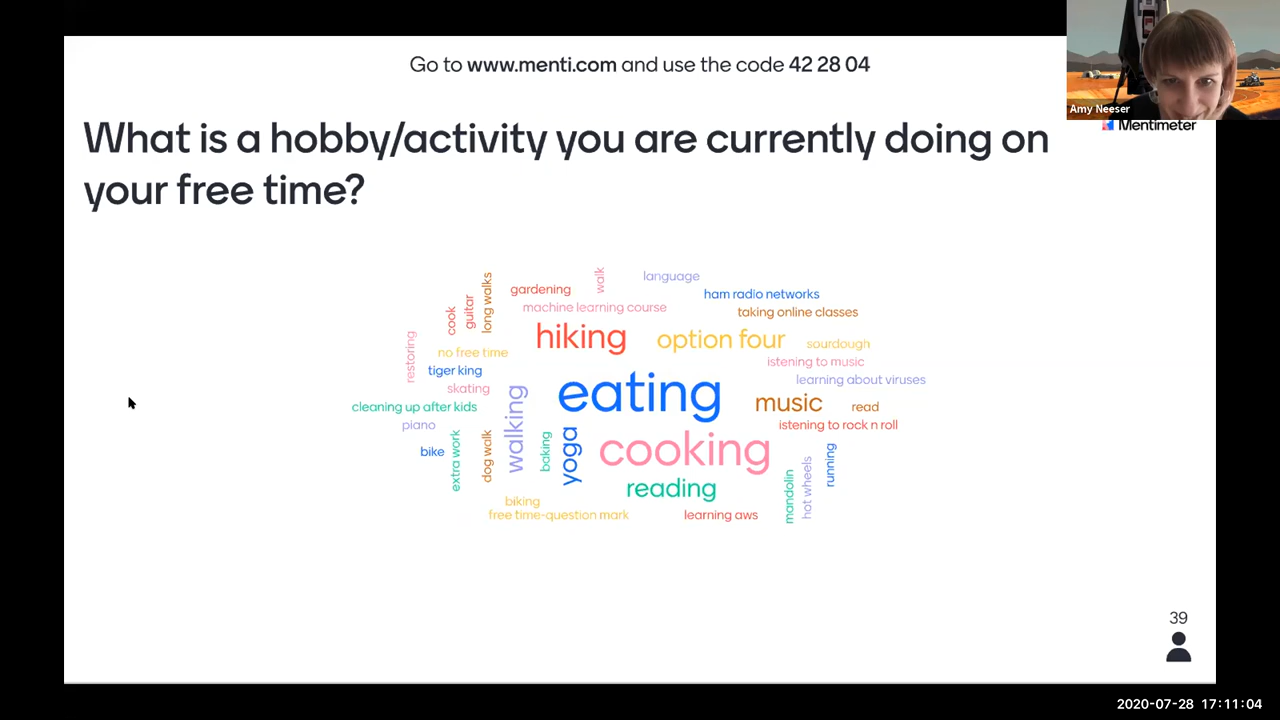 Go to www.menti.com and use the code 42 28 04
Amy Neeser
Mentimeter
What is a hobby/activity you are currently doing on
your free time?
walk
language
long walks
gardening
ham radio networks
guitar
cook
machine learning course
taking online classes
restoring
hiking
option four
sourdough
no free time
istening to music
tiger king
learning about viruses
skating
eating
cleaning up after kids
walking
music
read
piano
listening to rock n roll
bike
extra work
dog walk
baking
yoga
cooking
running
hot wheels
mandolin
reading
biking
free time-question mark
learning aws
39
2020-07-28 17:11:04